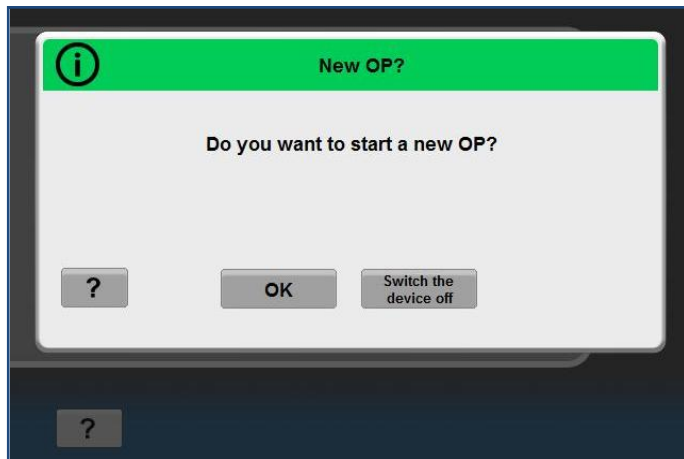 New OP?
Do you want to start a new OP?
?
OK
Switch the
device off
?